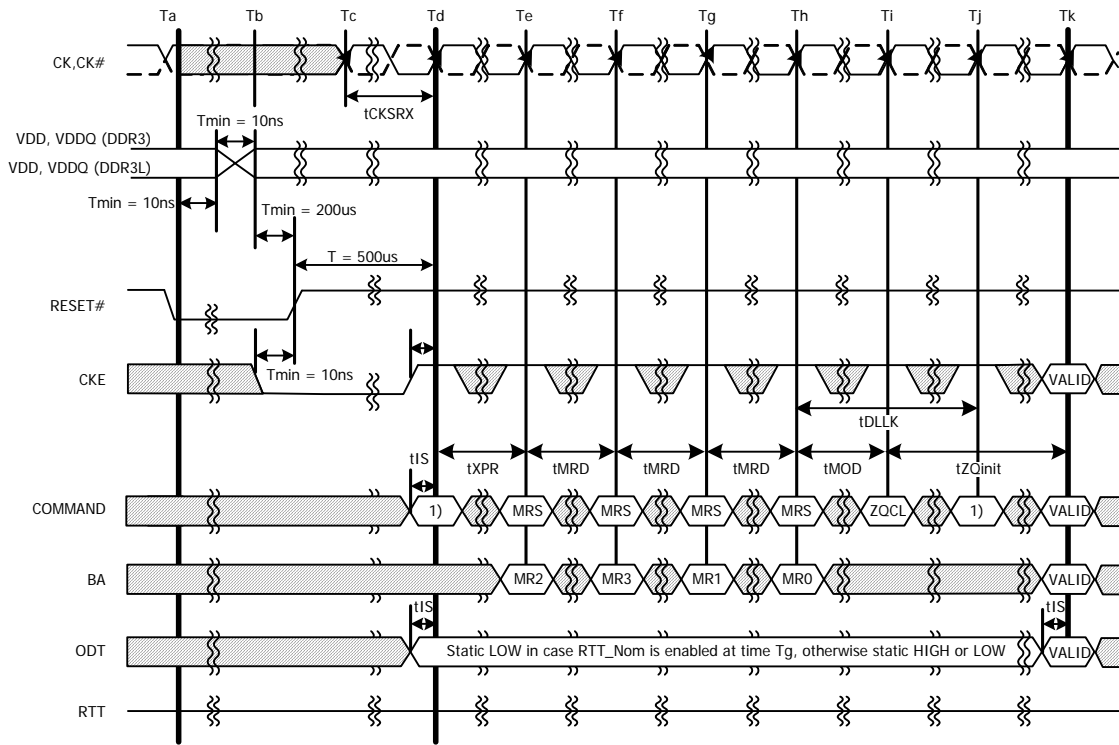 Ta Tb Tc Td Te Tf Tg Th Ti Tj Tk
CK,CK#
tCKSRX
Tmin = 10ns
VDD, VDDQ (DDR3)
VDD, VDDQ (DDR3L)
Tmin = 10ns
Tmin = 200us
T = 500us
RESET#
Tmin = 10ns
CKE VALID
tDLLK
tIS tXPR tMRD tMRD tMRD tMOD tZQinit
COMMAND 1) MRS MRS MRS MRS ZQCL 1) VALID
BA MR2 MR3 MR1 MR0 VALID
tIS tIS
ODT Static LOW in case RTT_Nom is enabled at time Tg, otherwise static HIGH or LOW VALID
RTT